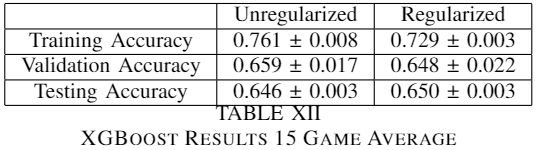 Unregularized Regularized
Training Accuracy 0.761 ± 0.008 0.729 ± 0.003
Validation Accuracy 0.659 ± 0.017 0.648 ± 0.022
Testing Accuracy 0.646 ± 0.003 0.650 ± 0.003
TABLE XII
XGBOOST RESULTS 15 GAME AVERAGE